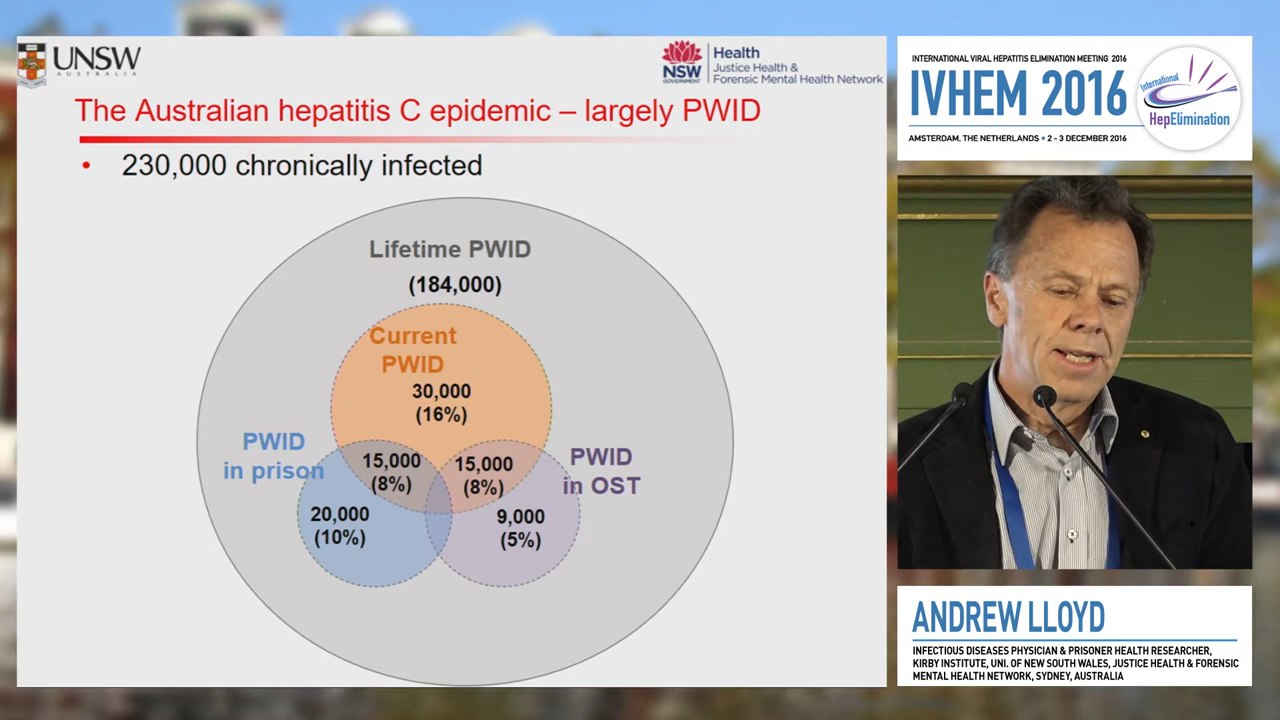 UNSW
AUSTRALIA
NSW
GOVERNMENT
Health
Justice Health &
Forensic Mental Health Network
The Australian hepatitis C epidemic – largely PWID
• 230,000 chronically infected
Lifetime PWID
(184,000)
Current
PWID
30,000
(16%)
PWID
in prison
15,000
(8%)
15,000
(8%)
PWID
in OST
20,000
(10%)
9,000
(5%)
INTERNATIONAL VIRAL HEPATITIS ELIMINATION MEETING 2016
IVHEM 2016
AMSTERDAM, THE NETHERLANDS • 2 - 3 DECEMBER 2016
International
HepElimination
ANDREW LLOYD
INFECTIOUS DISEASES PHYSICIAN & PRISONER HEALTH RESEARCHER,
KIRBY INSTITUTE, UNI. OF NEW SOUTH WALES, JUSTICE HEALTH & FORENSIC
MENTAL HEALTH NETWORK, SYDNEY, AUSTRALIA